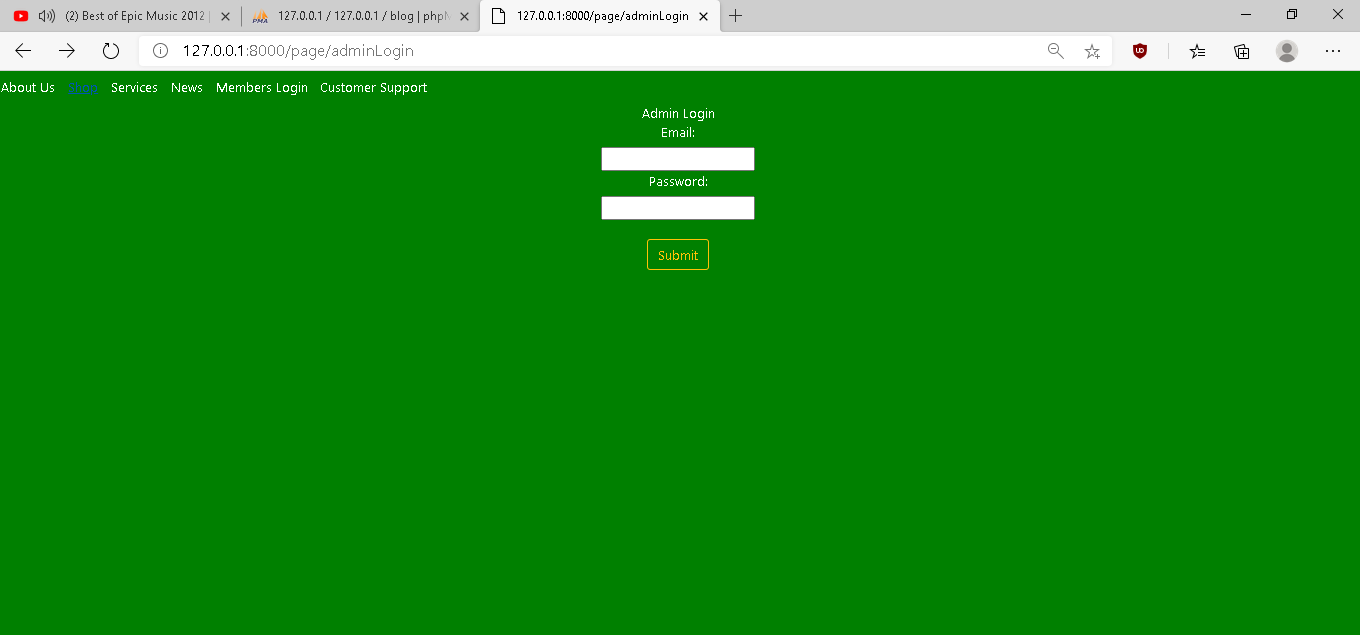 (2) Best of Epic Music 2012
127.0.0.1 / 127.0.0.1 / blog | php
127.0.0.1:8000/page/adminLogin
127.0.0.1:8000/page/adminLogin
About Us Services News Members Login Customer Support
Admin Login
Email:
Password:
Submit